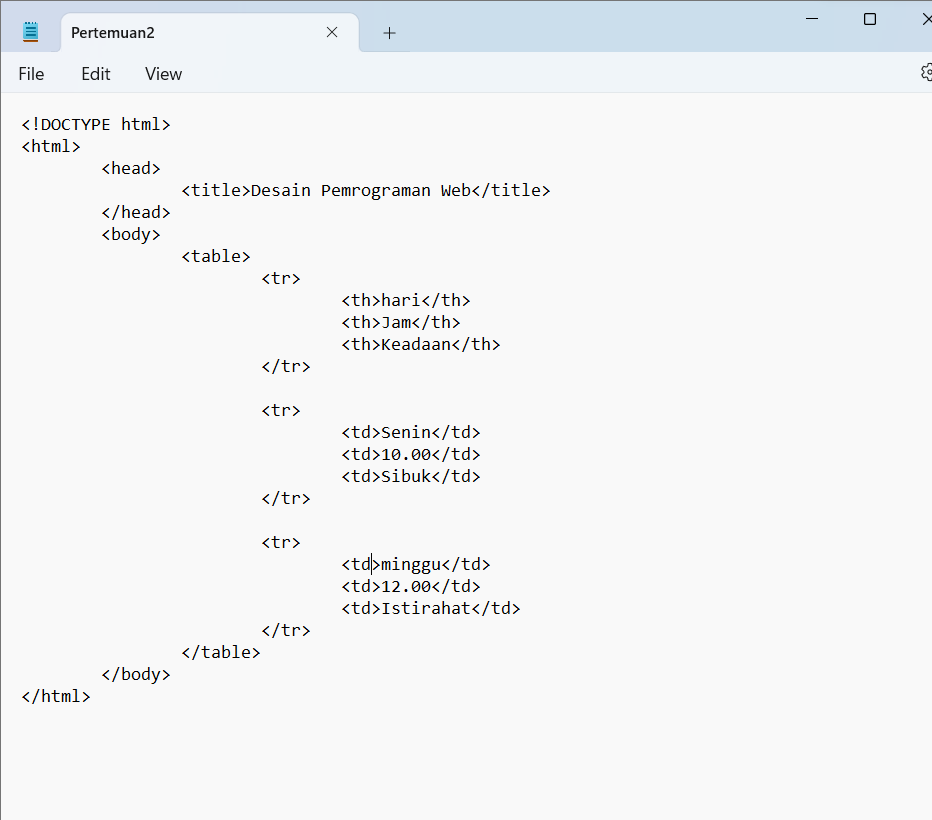 Pertemuan2
File Edit View
<!DOCTYPE html>
<html>
<head>
<title>Desain Pemrograman Web</title>
</head>
<body>
<table>
<tr>
<th>hari</th>
<th>Jam</th>
<th>Keadaan</th>
</tr>
<tr>
<td>Senin</td>
<td>10.00</td>
<td>Sibuk</td>
</tr>
<tr>
<td>minggu</td>
<td>12.00</td>
<td>Istirahat</td>
</tr>
</table>
</body>
</html>